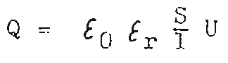 Q = ε₀ εᵣ S/l U